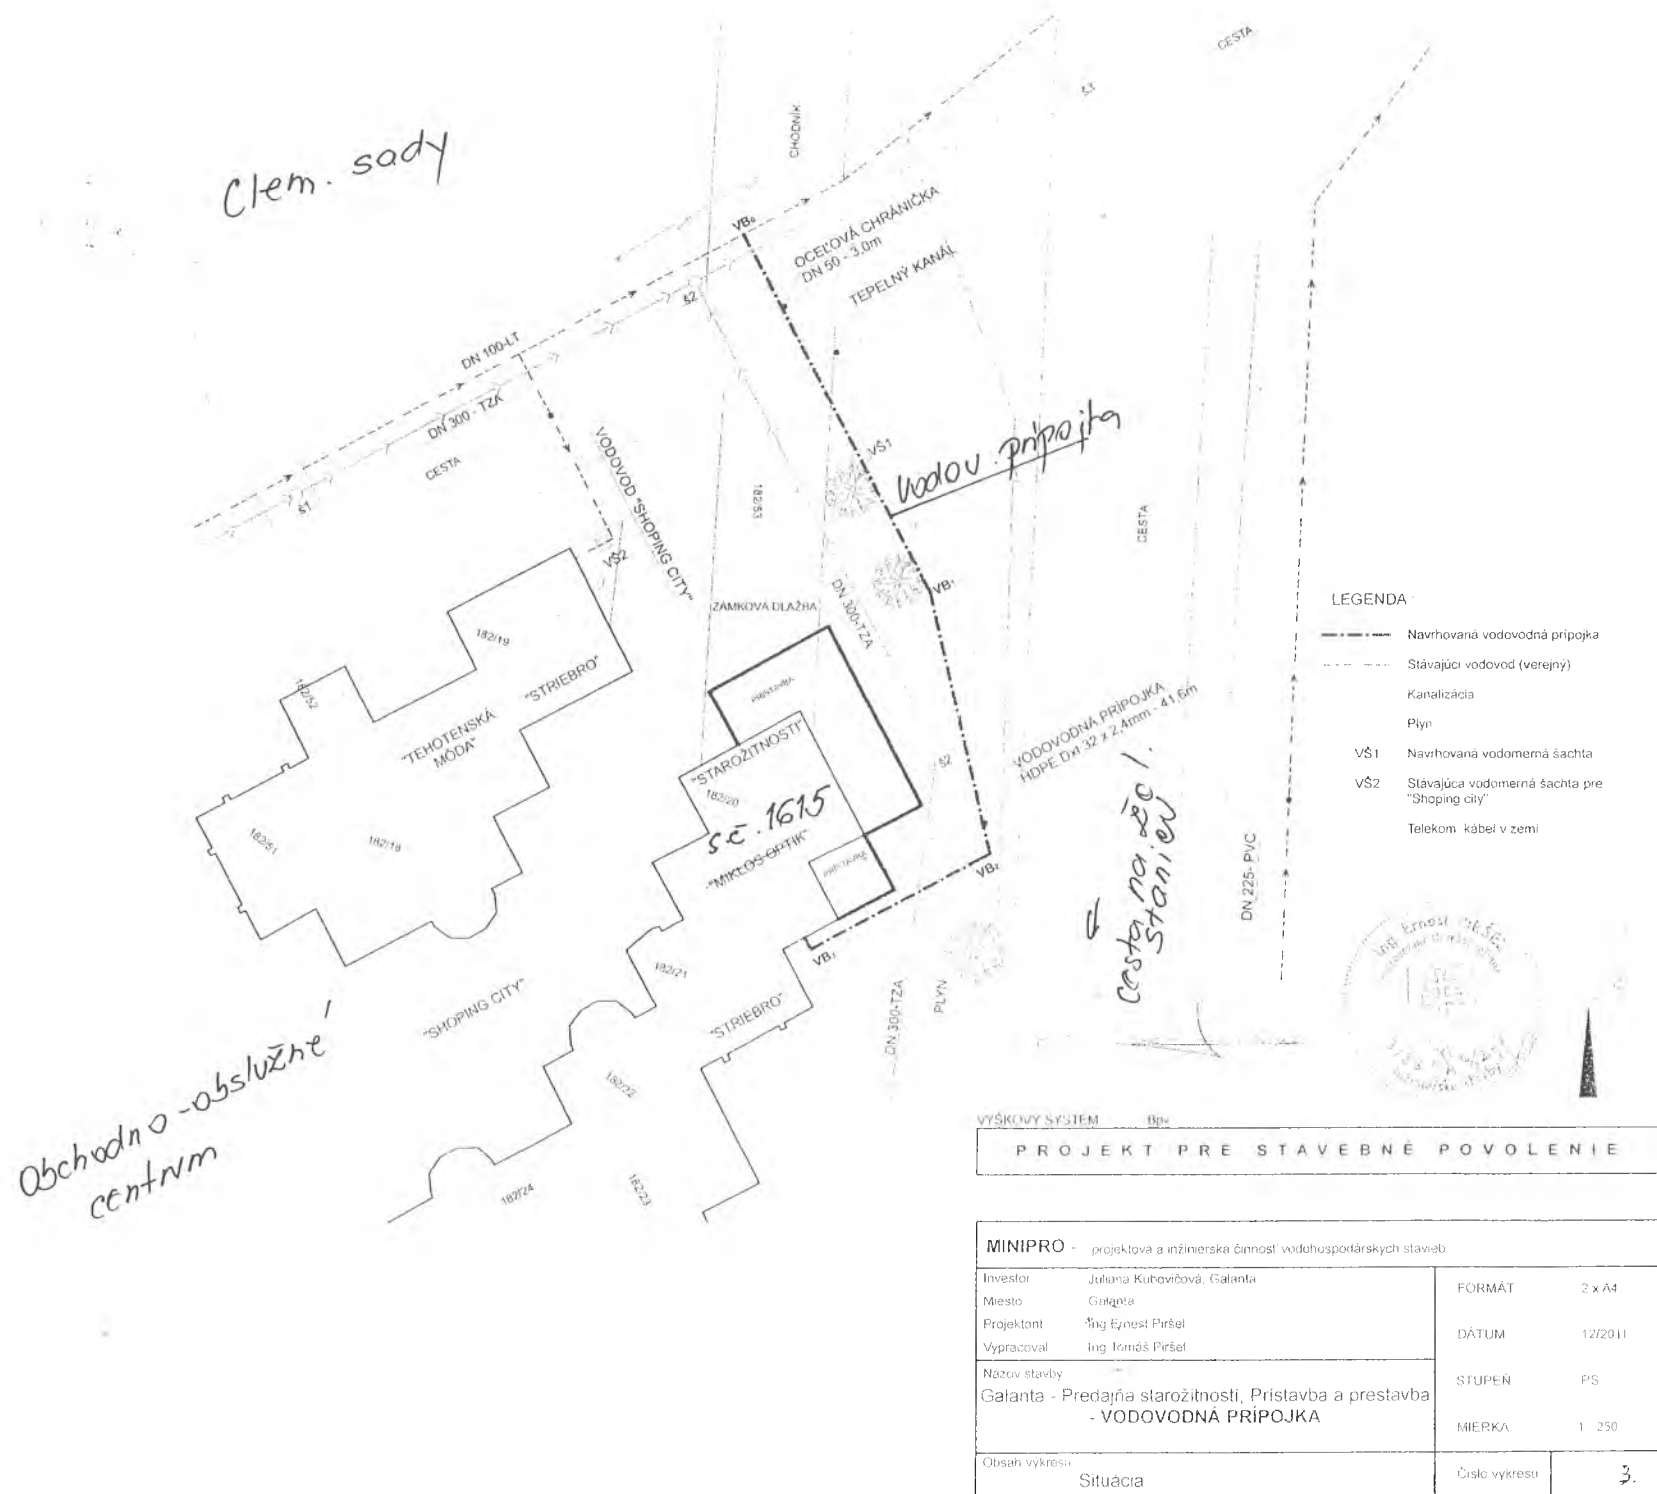 CESTA
Š3
CHODNÍK
Clem. sady
VB₀
OCEĽOVÁ CHRÁNIČKA
DN 50 - 3,0m
TEPELNÝ KANÁL
Š2
DN 100-LT
DN 300 - TZA
CESTA
Š1
VODOVOD "SHOPING CITY"
VŠ2
182/53
VŠ1
vodov. prípojka
CESTA
VB₁
DN 300-TZA
ZÁMKOVÁ DLAŽBA
LEGENDA
Navrhovaná vodovodná prípojka
Stávajúci vodovod (verejný)
Kanalizácia
Plyn
VŠ1 Navrhovaná vodomerná šachta
VŠ2 Stávajúca vodomerná šachta pre
"Shoping city"
Telekom. kábel v zemi
182/19
"STRIEBRO"
182/52
"TEHOTENSKÁ
MÓDA"
182/51
182/18
PRÍSTAVBA
"STAROŽITNOSTI"
182/20
s.č. 1615
"MIKLOS OPTIK"
PRÍSTAVBA
VODOVODNÁ PRÍPOJKA
HDPE Dxt 32 x 2,4mm - 41,6m
Š2
VB₂
VB₃
cesta na žel.
stanicu
DN 225- PVC
182/21
"STRIEBRO"
DN 300-TZA
PLYN
"SHOPING CITY"
Obchodno-obslužné
centrum
182/22
182/24
182/23
Ing Ernest
VÝŠKOVÝ SYSTÉM Bpv
PROJEKT PRE STAVEBNÉ POVOLENIE
MINIPRO - projektová a inžinierska činnosť vodohospodárskych stavieb
Investor Juliana Kubovičová, Galanta
Miesto Galanta
Projektant Ing Ernest Piršel
Vypracoval Ing Tomáš Piršel
FORMÁT 2 x A4
DÁTUM 12/2011
STUPEŇ PS
MIERKA 1 250
Názov stavby
Galanta - Predajňa starožitností, Prístavba a prestavba
- VODOVODNÁ PRÍPOJKA
Obsah výkresu
Situácia
Číslo výkresu 3.